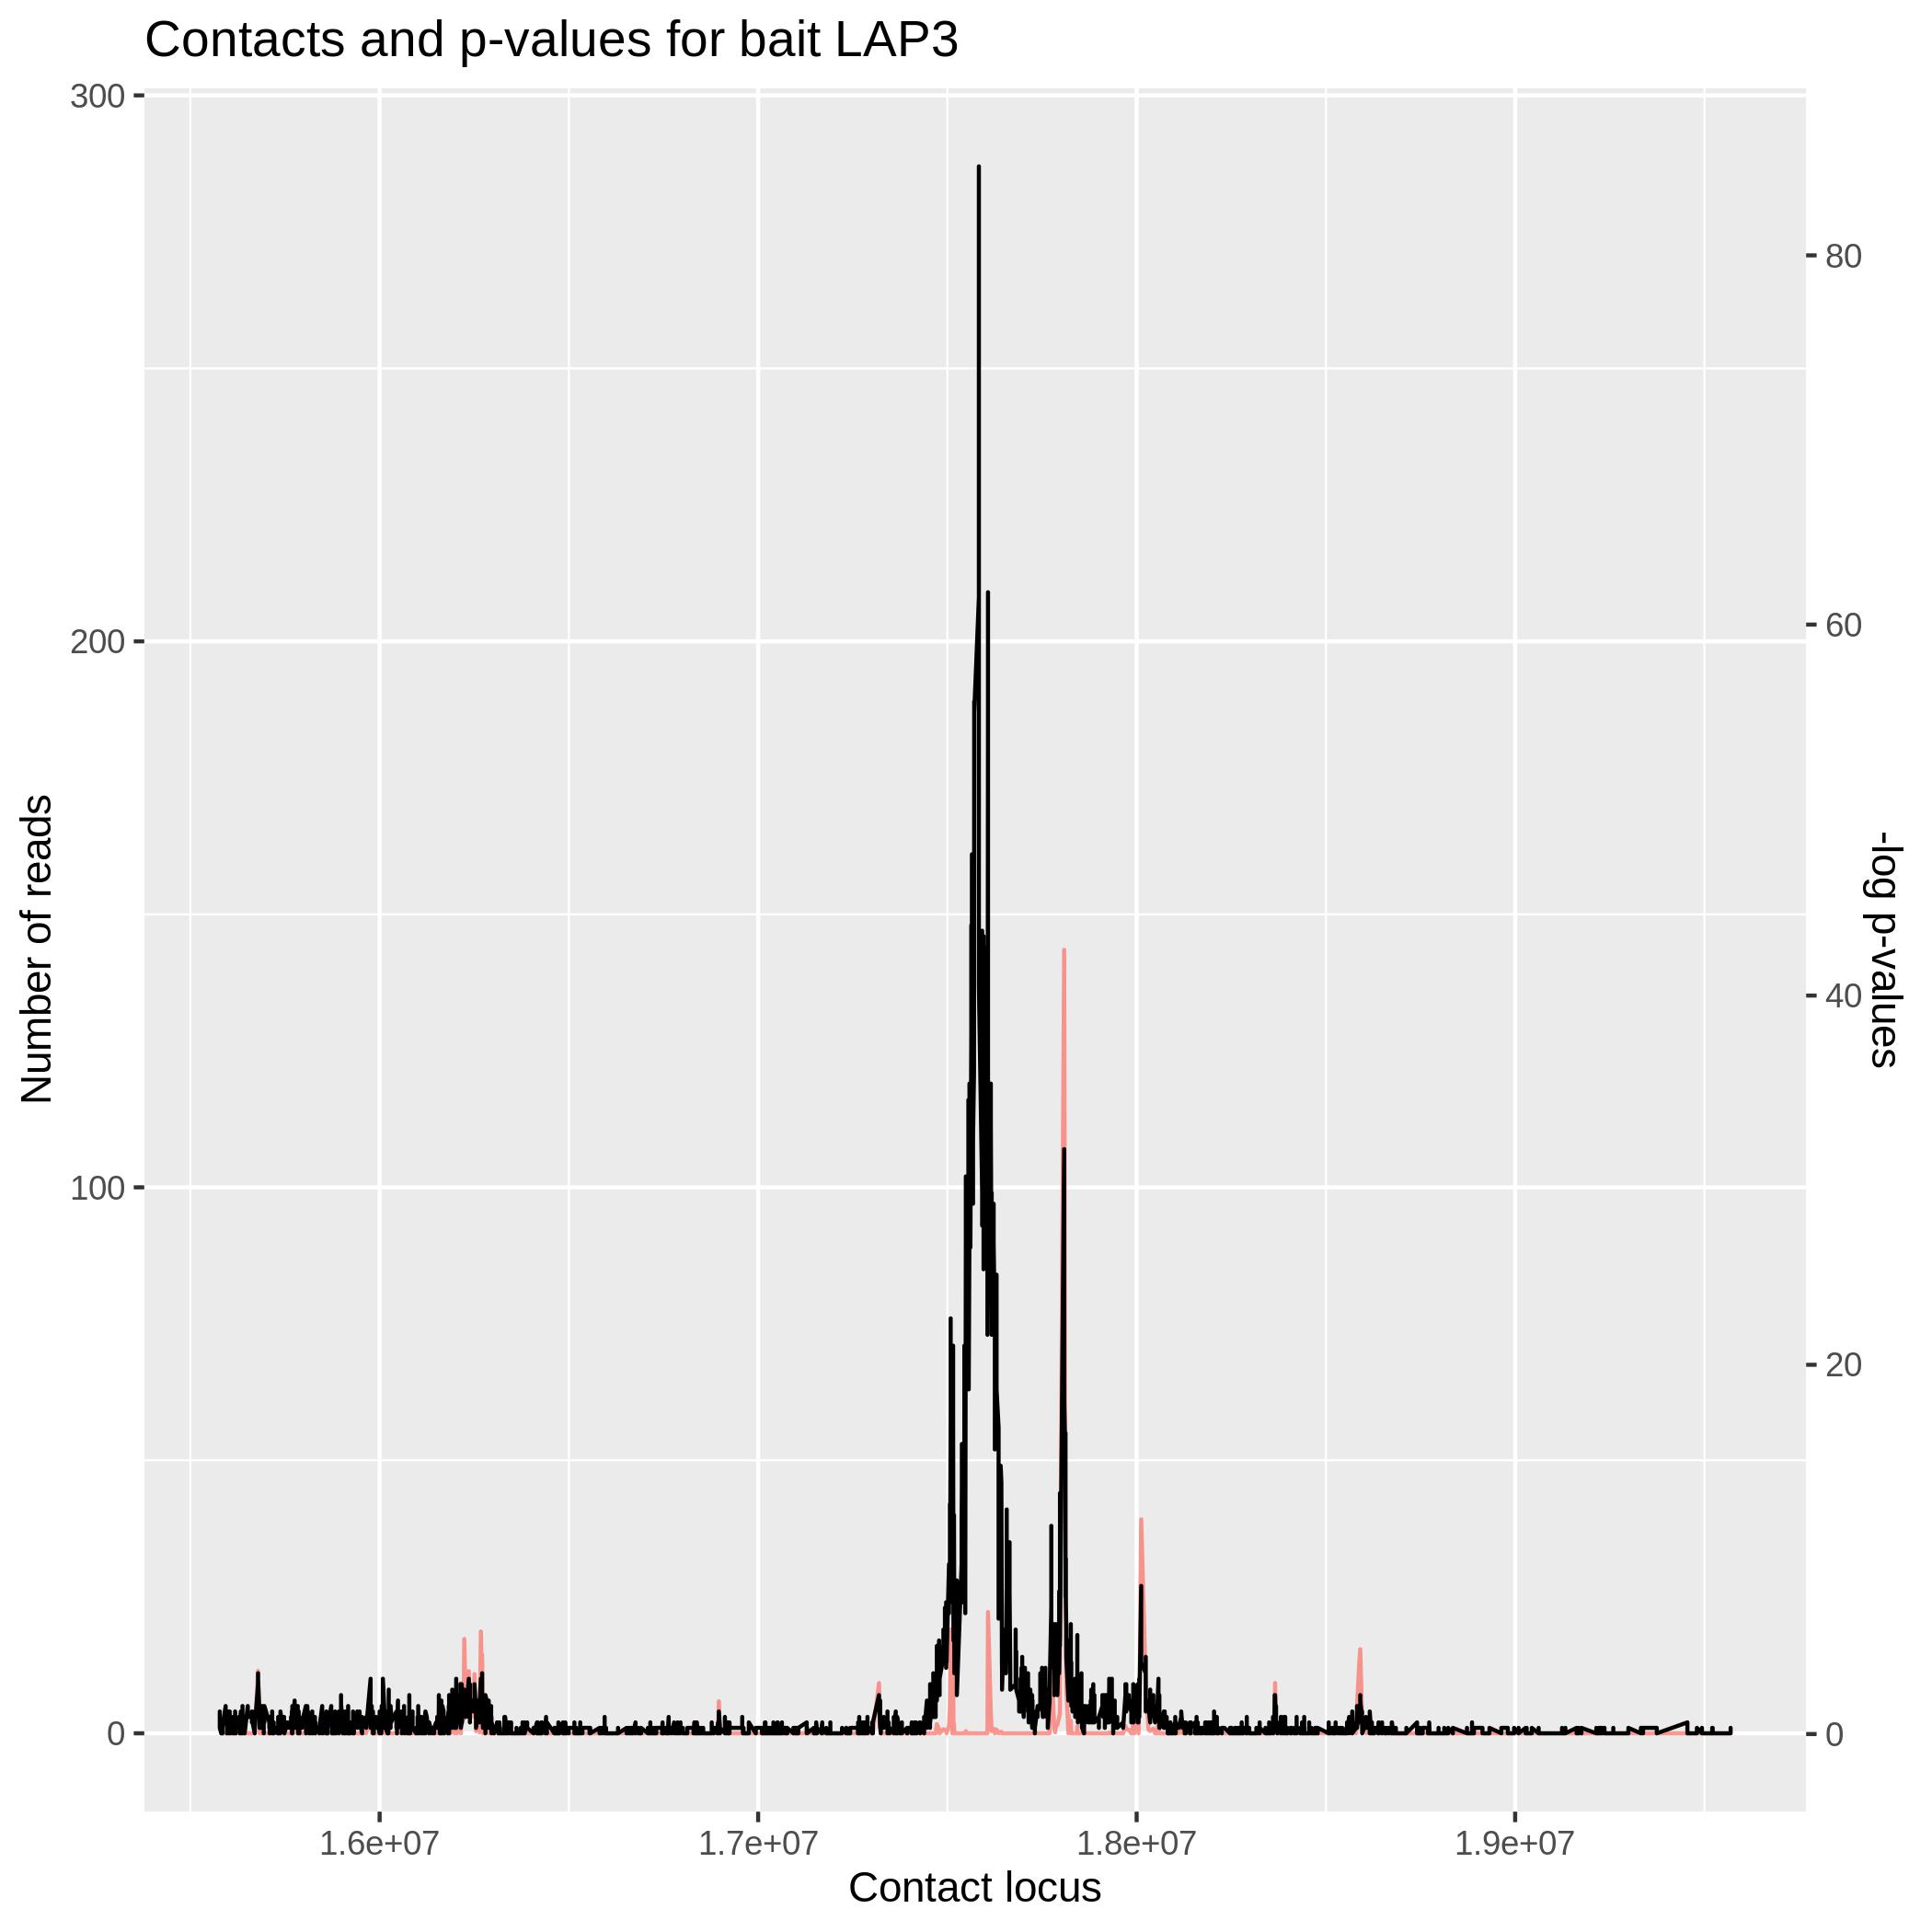 Contacts and p-values for bait LAP3
300
200
100
0
Number of reads
80
60
40
20
0
-log p-values
1.6e+07
1.7e+07
1.8e+07
1.9e+07
Contact locus